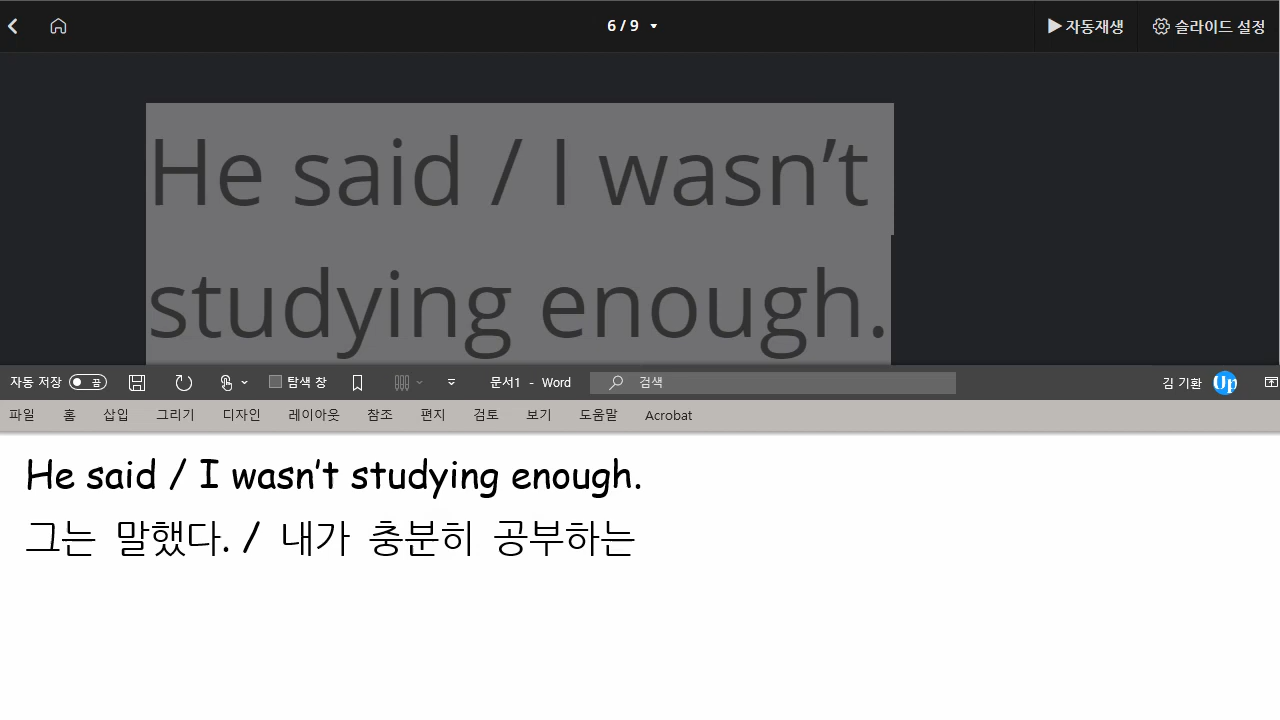 6 / 9
자동재생
슬라이드 설정
He said / I wasn’t
studying enough.
자동 저장 끔 탐색 창 문서1 - Word 검색 김 기환 Up
파일 홈 삽입 그리기 디자인 레이아웃 참조 편지 검토 보기 도움말 Acrobat
He said / I wasn’t studying enough.
그는 말했다. / 내가 충분히 공부하는